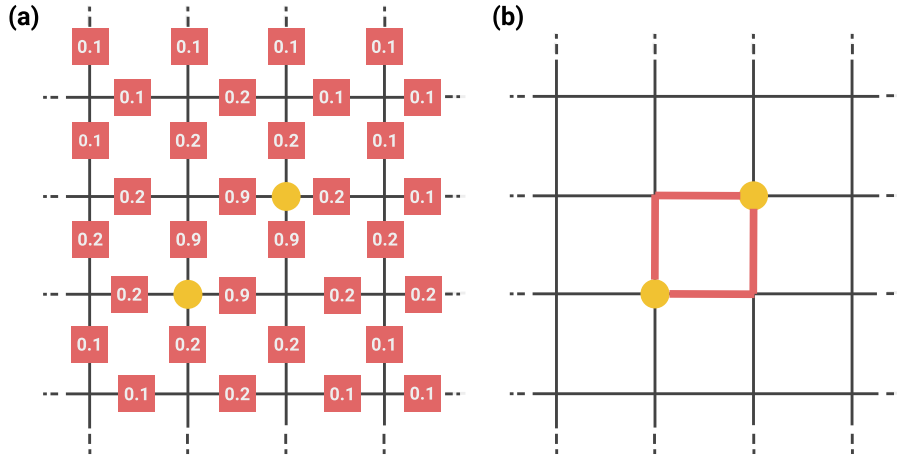 (a)
(b)
0.1 0.1 0.1 0.1
0.1 0.2 0.1 0.1
0.1 0.2 0.2 0.1
0.2 0.9 0.2 0.1
0.2 0.9 0.9 0.2
0.2 0.9 0.2 0.2
0.1 0.2 0.2 0.1
0.1 0.2 0.1 0.1